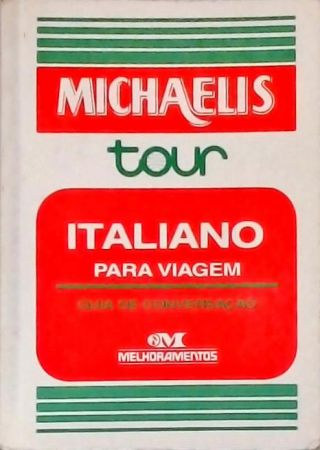 MICHAELIS
tour
ITALIANO
PARA VIAGEM
GUIA DE CONVERSAÇÃO
MELHORAMENTOS